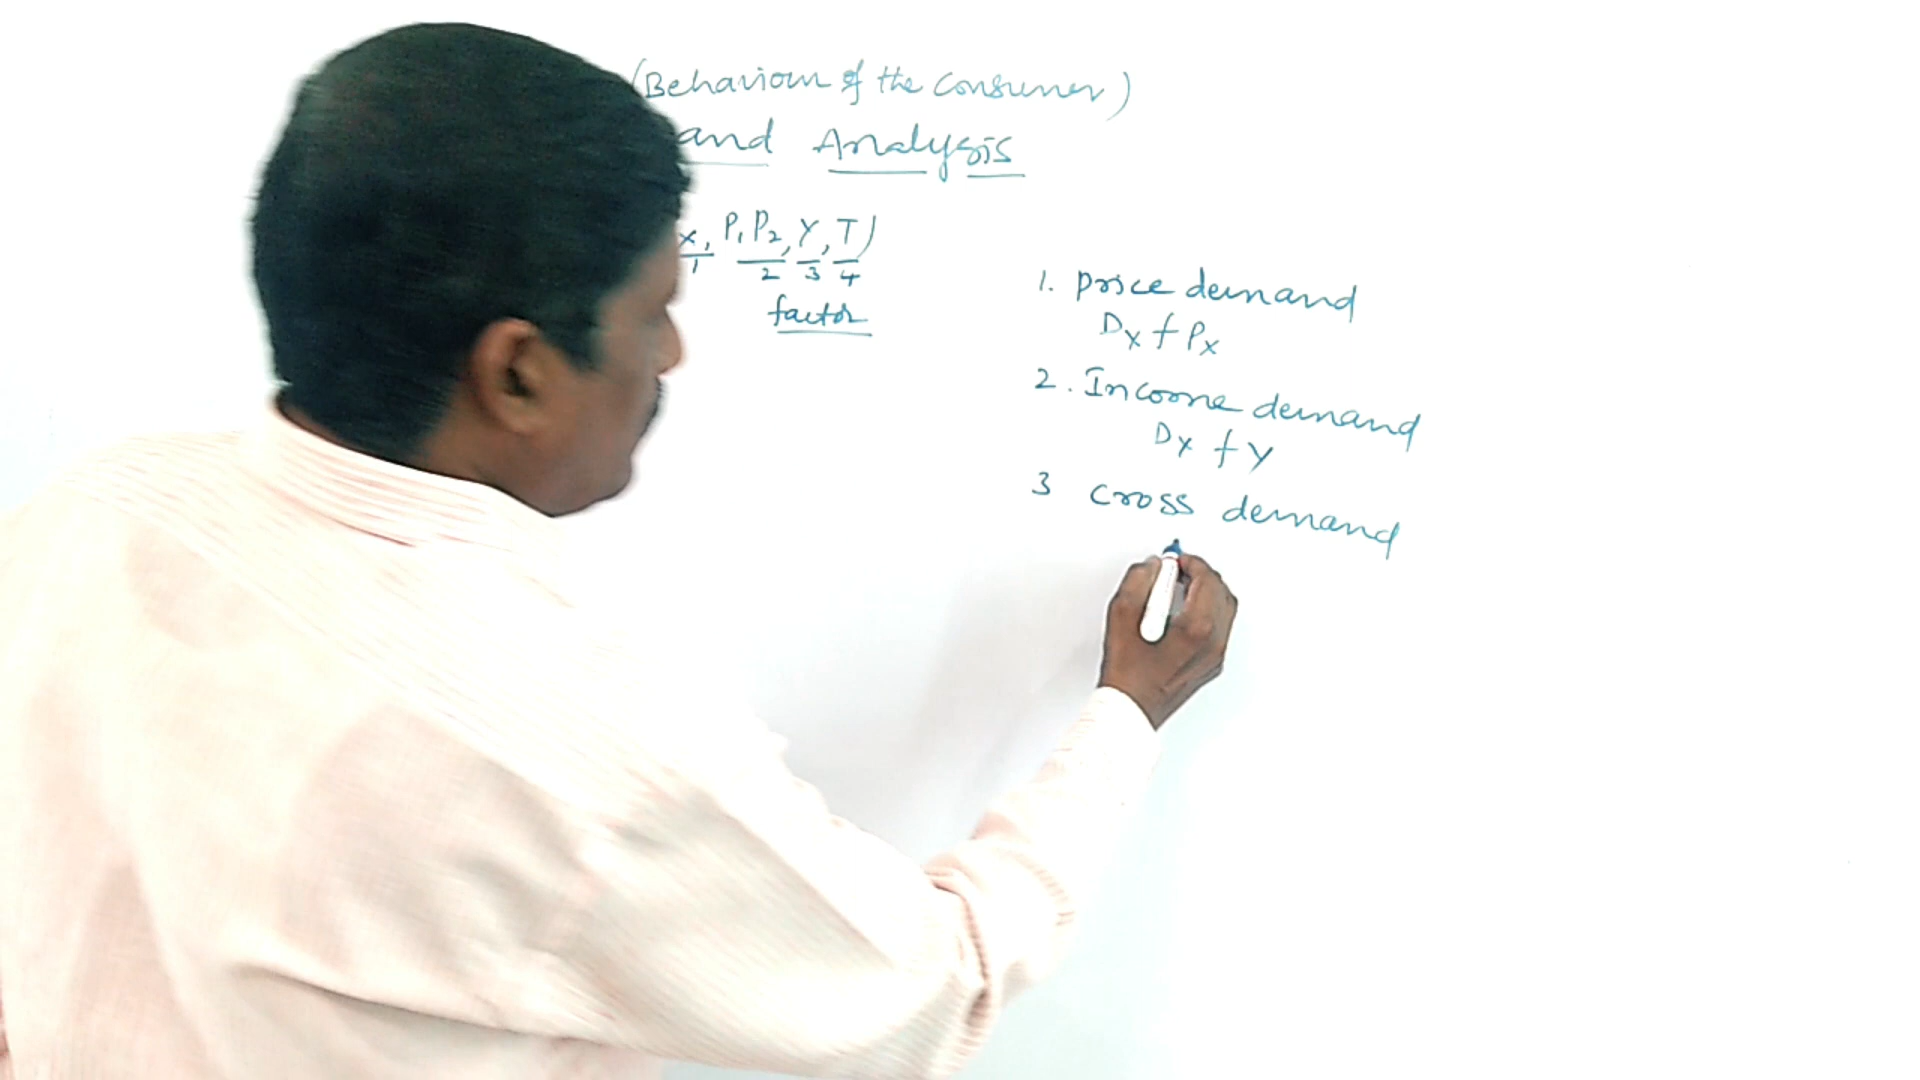 (Behaviour of the Consumer)
and Analysis
x, P₁ P₂, Y, T)
1 2 3 4
factor
1. Price demand
Dx f Px
2. Income demand
Dx f Y
3 Cross demand